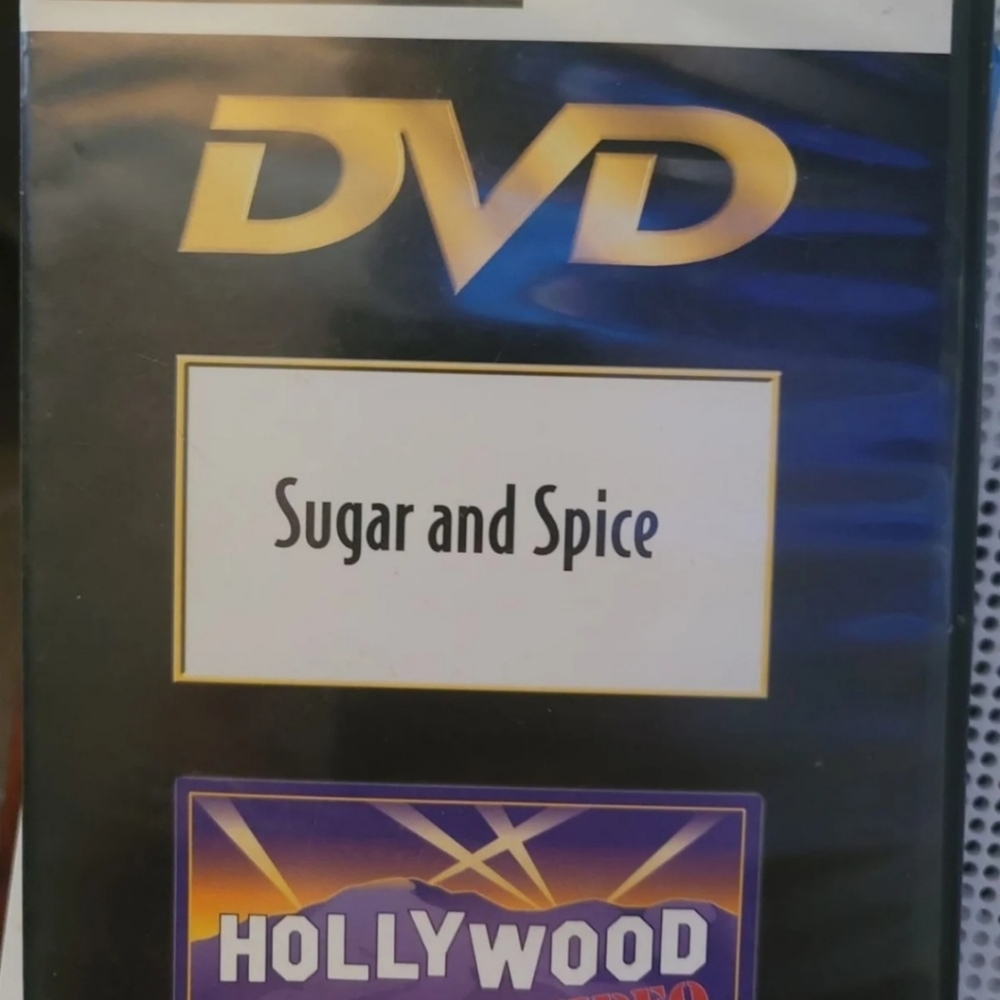 DVD
Sugar and Spice
HOLLYWOOD